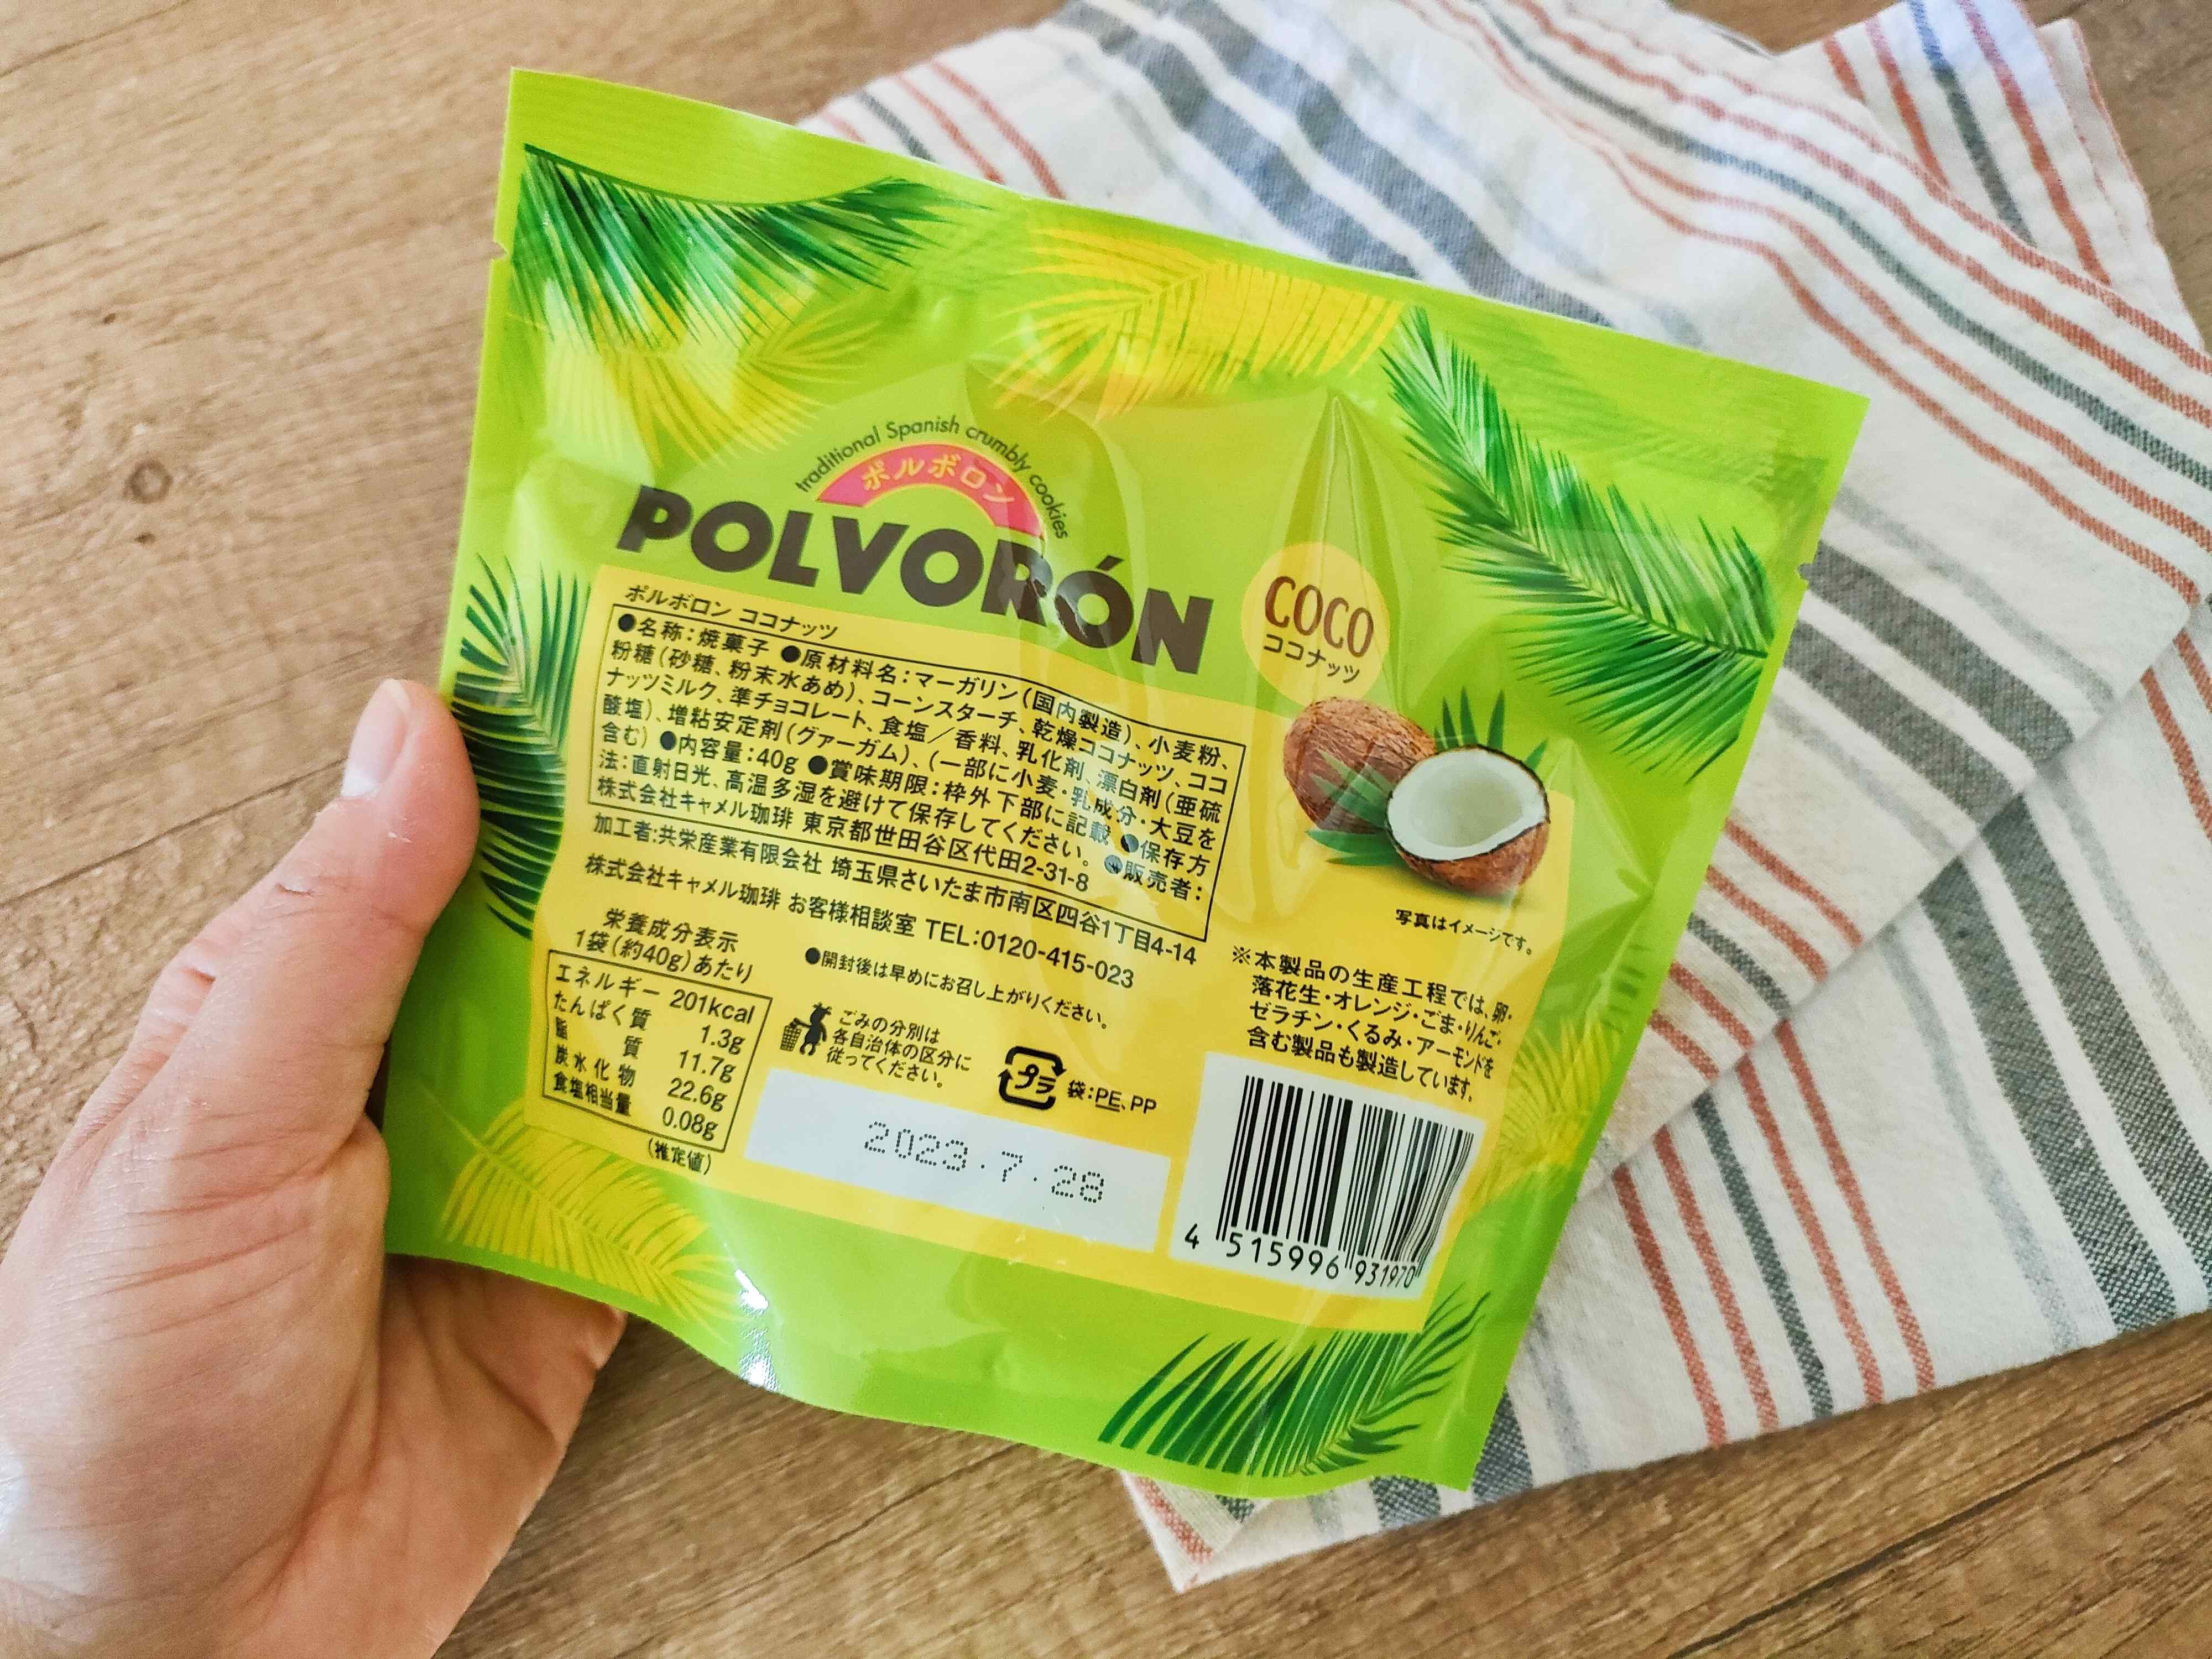 traditional Spanish crumbly cookies
ポルボロン
POLVORÓN
COCO
ココナッツ
ポルボロン ココナッツ
●名称：焼菓子 ●原材料名：マーガリン（国内製造）、小麦粉、
粉糖（砂糖、粉末水あめ）、コーンスターチ、乾燥ココナッツ、ココ
ナッツミルク、準チョコレート、食塩／香料、乳化剤、漂白剤（亜硫
酸塩）、増粘安定剤（グァーガム）、（一部に小麦・乳成分・大豆を
含む） ●内容量：40g ●賞味期限：枠外下部に記載 ●保存方
法：直射日光、高温多湿を避けて保存してください。 ●販売者：
株式会社キャメル珈琲 東京都世田谷区代田2-31-8
加工者：共栄産業有限会社 埼玉県さいたま市南区四谷1丁目4-14
株式会社キャメル珈琲 お客様相談室 TEL：0120-415-023
写真はイメージです。
栄養成分表示
1袋（約40g）あたり
エネルギー 201kcal
たんぱく質 1.3g
脂質 11.7g
炭水化物 22.6g
食塩相当量 0.08g
（推定値）
●開封後は早めにお召し上がりください。
ごみの分別は
各自治体の区分に
従ってください。
プラ 袋：PE、PP
※本製品の生産工程では、卵・
落花生・オレンジ・ごま・りんご・
ゼラチン・くるみ・アーモンドを
含む製品も製造しています。
2023.7.28
4 515996 931970